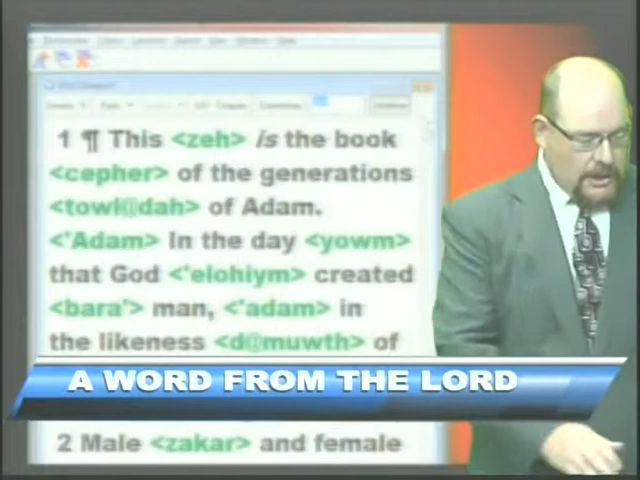 1 ¶ This <zeh> is the book
<cepher> of the generations
<towl@dah> of Adam.
<'Adam> In the day <yowm>
that God <'elohiym> created
<bara'> man, <'adam> in
the likeness <d@muwth> of
A WORD FROM THE LORD
2 Male <zakar> and female